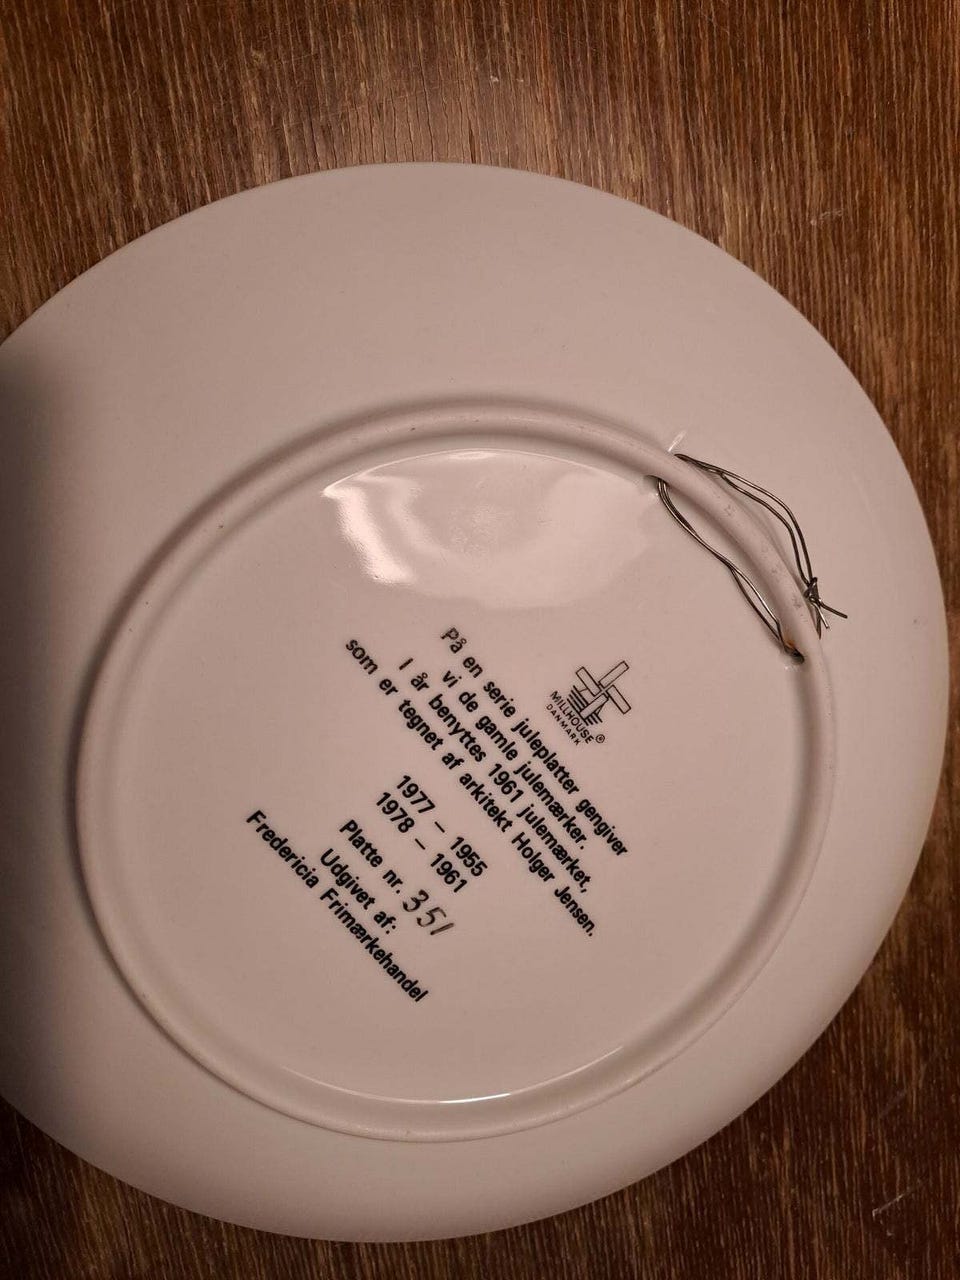 MILLHOUSE ®
DANMARK
På en serie juleplatter gengiver
vi de gamle julemærker.
I år benyttes 1961 julemærket,
som er tegnet af arkitekt Holger Jensen.
1977 – 1955
1978 – 1961
Platte nr. 351
Udgivet af:
Fredericia Frimærkehandel